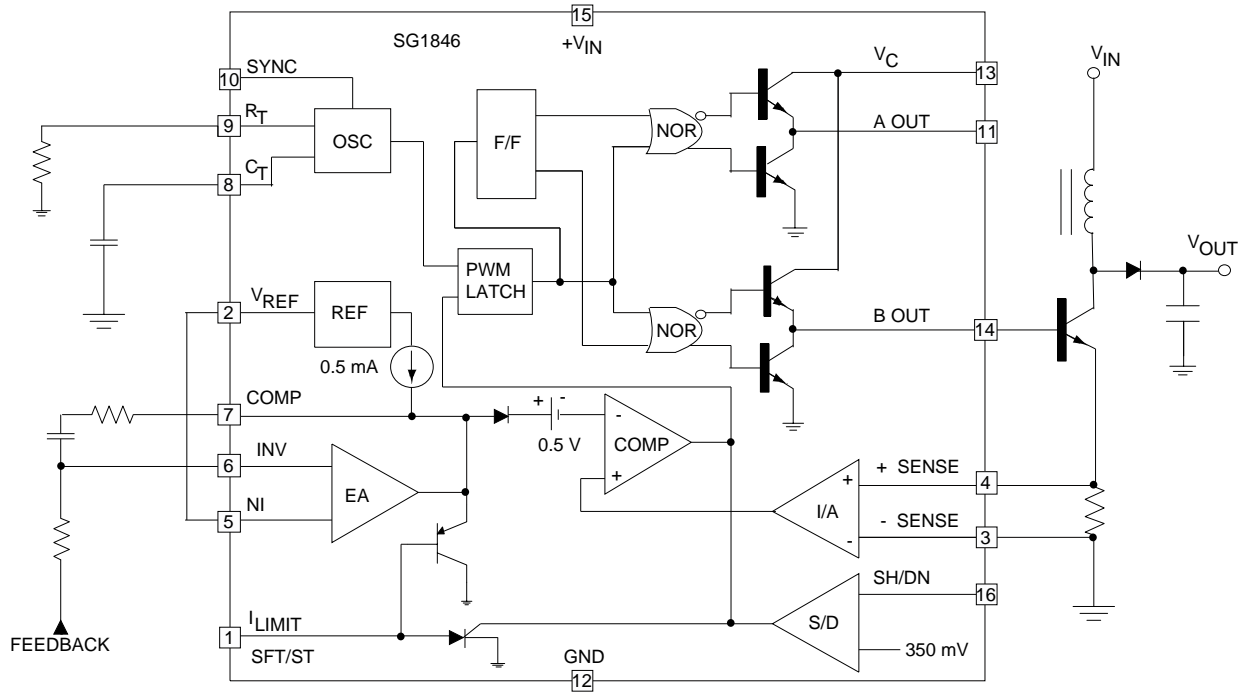 15
SG1846
+VIN
VIN
10
SYNC
VC
13
RT
9
OSC
F/F
NOR
A OUT
11
CT
8
VOUT
PWM
LATCH
VREF
2
REF
NOR
B OUT
14
0.5 mA
COMP
7
+ -
0.5 V
-
COMP
+
INV
6
EA
+ SENSE
4
+
I/A
NI
5
- SENSE
3
-
SH/DN
16
ILIMIT
1
S/D
FEEDBACK
SFT/ST
350 mV
GND
12